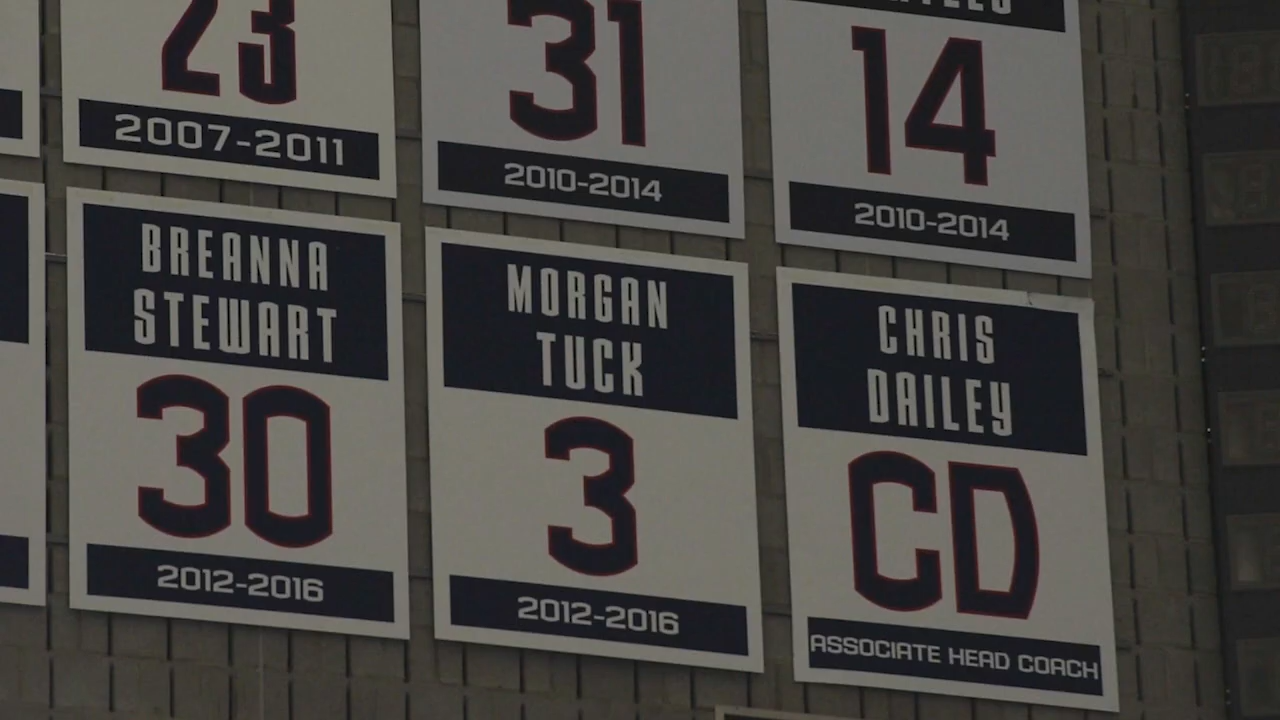 23
2007-2011
31
2010-2014
14
2010-2014
BREANNA
STEWART
30
2012-2016
MORGAN
TUCK
3
2012-2016
CHRIS
DAILEY
CD
ASSOCIATE HEAD COACH